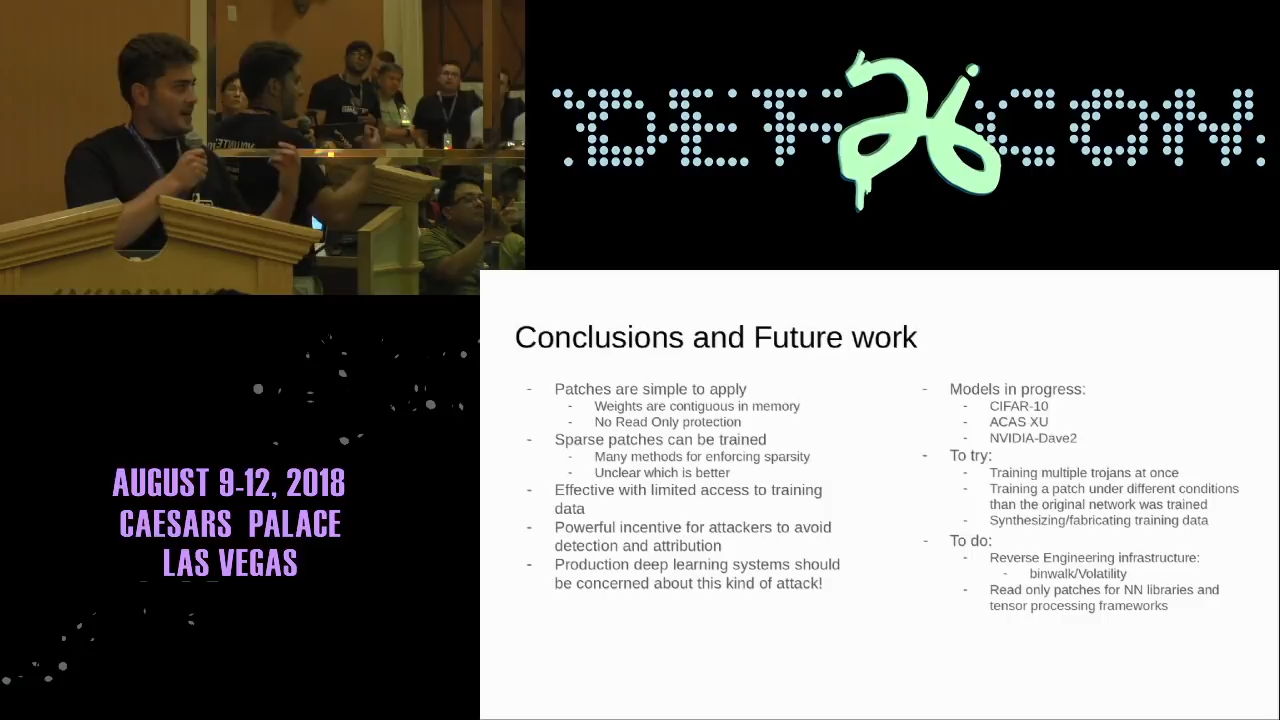 DEF 26 CON.
Conclusions and Future work
- Patches are simple to apply
- Weights are contiguous in memory
- No Read Only protection
- Sparse patches can be trained
- Many methods for enforcing sparsity
- Unclear which is better
- Effective with limited access to training
data
- Powerful incentive for attackers to avoid
detection and attribution
- Production deep learning systems should
be concerned about this kind of attack!
- Models in progress:
- CIFAR-10
- ACAS XU
- NVIDIA-Dave2
- To try:
- Training multiple trojans at once
- Training a patch under different conditions
than the original network was trained
- Synthesizing/fabricating training data
- To do:
- Reverse Engineering infrastructure:
- binwalk/Volatility
- Read only patches for NN libraries and
tensor processing frameworks
AUGUST 9-12, 2018
CAESARS PALACE
LAS VEGAS